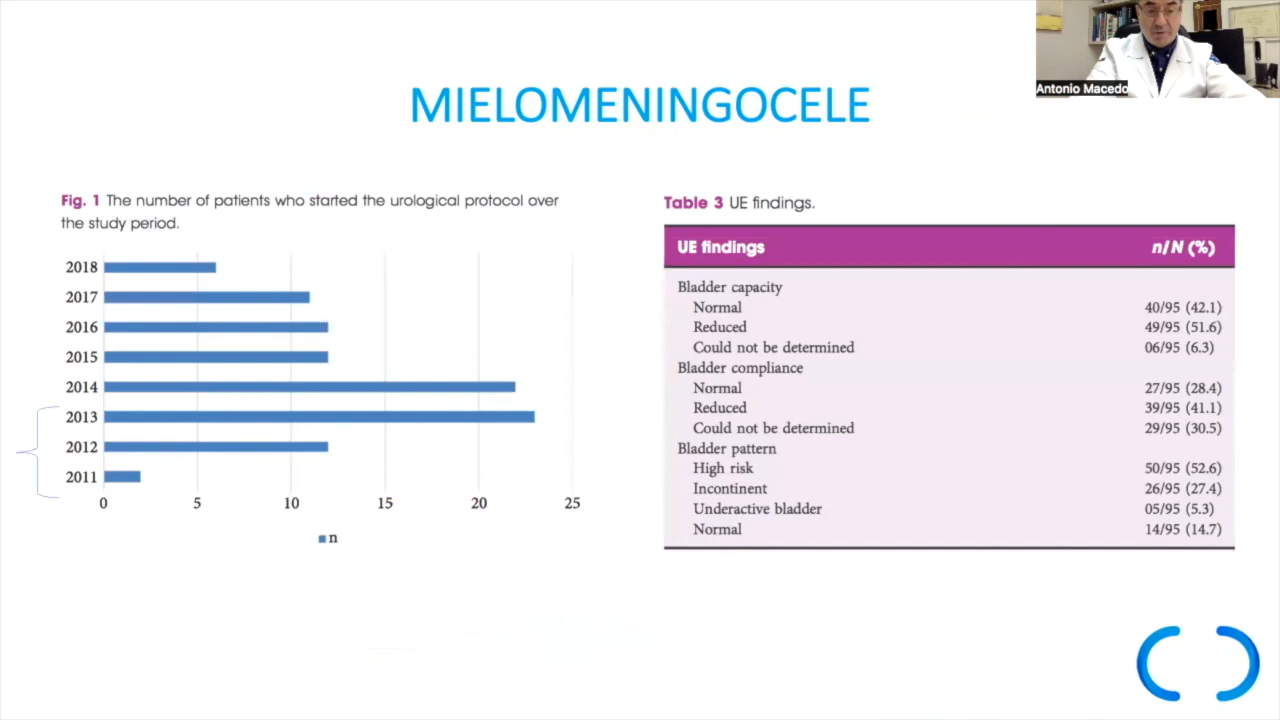 Antonio Macedo
MIELOMENINGOCELE
Fig. 1 The number of patients who started the urological protocol over
the study period.
2018
2017
2016
2015
2014
2013
2012
2011
0 5 10 15 20 25
n
Table 3 UE findings.
UE findings n/N (%)
Bladder capacity
Normal 40/95 (42.1)
Reduced 49/95 (51.6)
Could not be determined 06/95 (6.3)
Bladder compliance
Normal 27/95 (28.4)
Reduced 39/95 (41.1)
Could not be determined 29/95 (30.5)
Bladder pattern
High risk 50/95 (52.6)
Incontinent 26/95 (27.4)
Underactive bladder 05/95 (5.3)
Normal 14/95 (14.7)